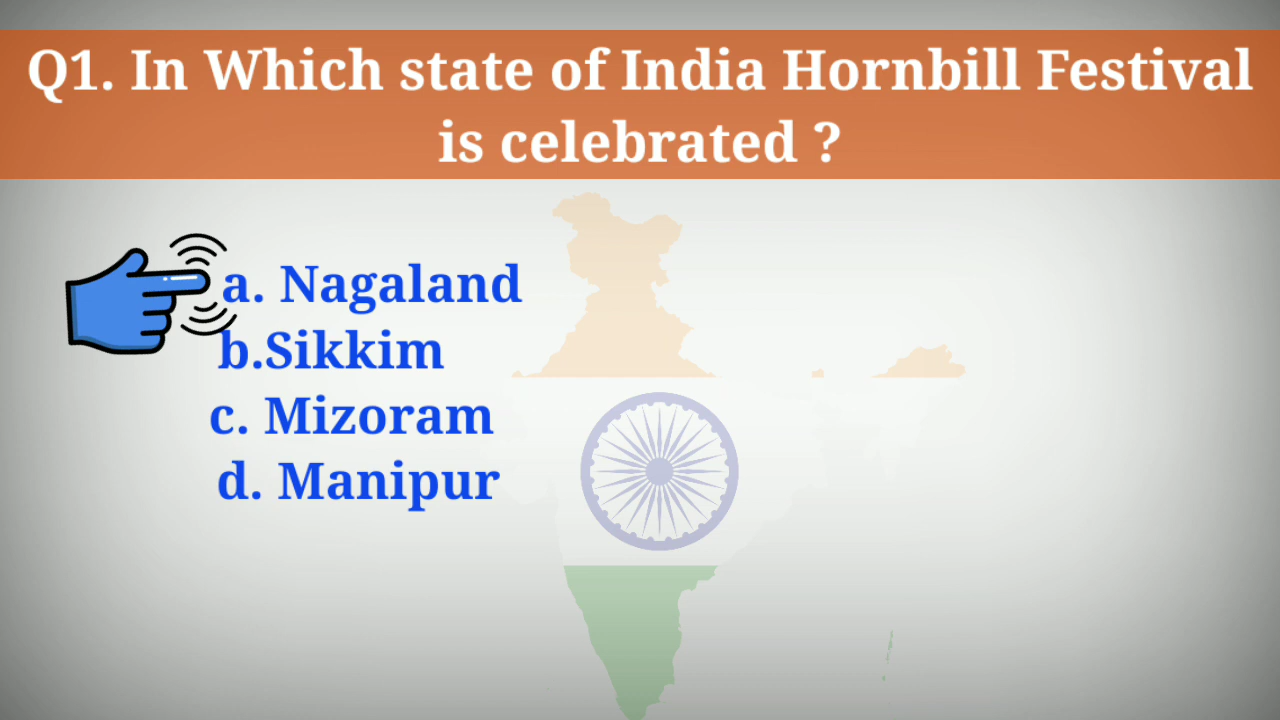 Q1. In Which state of India Hornbill Festival
is celebrated ?
a. Nagaland
b.Sikkim
c. Mizoram
d. Manipur